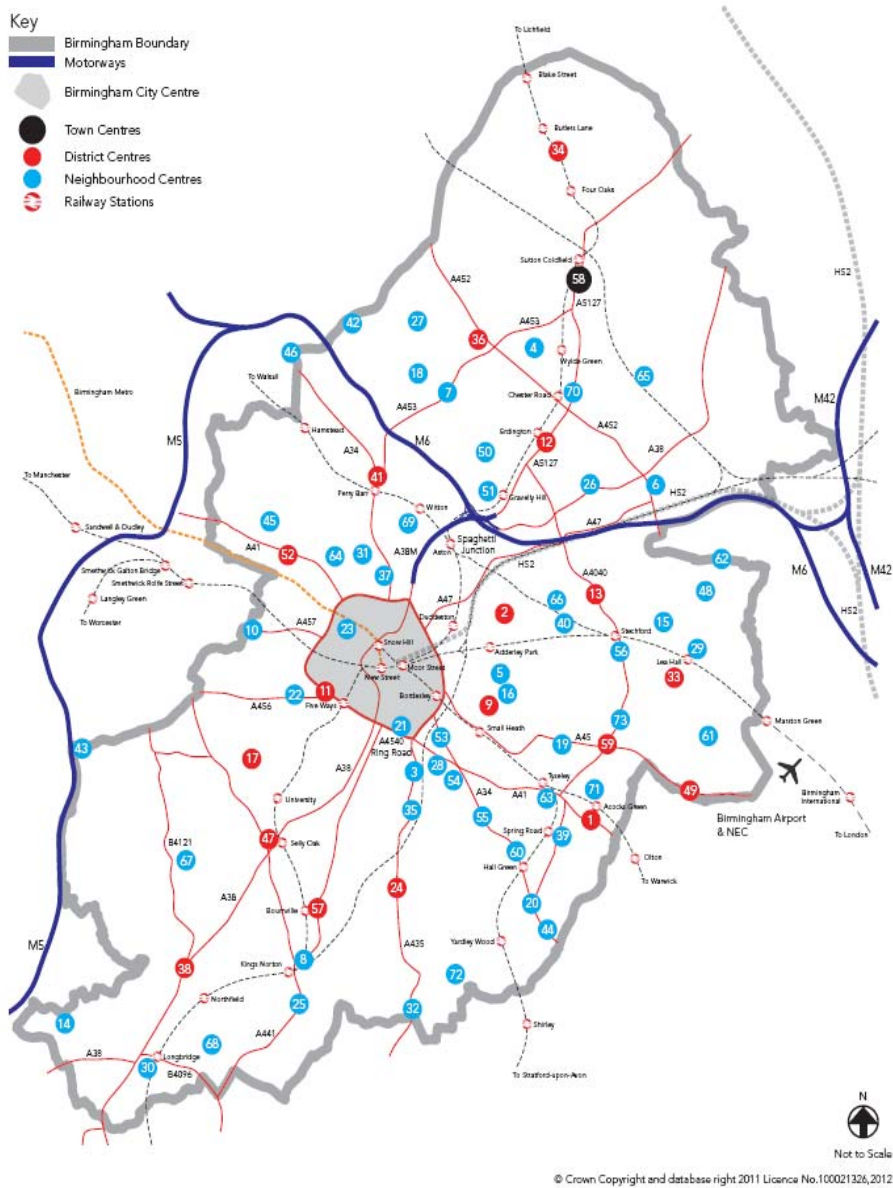 Key
Birmingham Boundary
Motorways
Birmingham City Centre
Town Centres
District Centres
Neighbourhood Centres
Railway Stations
To Lichfield
Blake Street
Butlers Lane
34
Four Oaks
Sutton Coldfield
58
HS2
A452
A5127
42
27
A453
36
4
Wylde Green
46
Birmingham Metro
To Walsall
18
7
65
Chester Road
70
M42
A453
M6
M5
Hamstead
A34
Erdington
12
A452
A38
50
A5127
To Manchester
41
Perry Barr
51
Gravelly Hill
26
6
HS2
Sandwell & Dudley
45
69
Witton
A47
A41
52
64
31
A38M
Aston
Spaghetti
Junction
HS2
Smethwick Galton Bridge
Smethwick Rolfe Street
37
A4040
62
M6
M42
Langley Green
A47
66
13
48
HS2
To Worcester
10
A457
23
Duddeston
2
40
Stechford
15
Snow Hill
Adderley Park
56
29
Moor Street
Lea Hall
New Street
5
33
22
11
16
A456
Five Ways
Bordesley
9
43
21
53
Small Heath
73
Marston Green
A4540
Ring Road
A45
19
59
61
17
A38
3
28
54
Tyseley
71
49
University
A34
A41
63
Acocks Green
Birmingham
International
35
55
1
Birmingham Airport
& NEC
B4121
47
Selly Oak
Spring Road
39
To London
67
60
Olton
Hall Green
To Warwick
A38
24
57
Bournville
20
M5
A435
44
Yardley Wood
38
8
Kings Norton
72
Northfield
25
32
14
Shirley
68
A441
A38
Longbridge
30
B4096
To Stratford-upon-Avon
N
Not to Scale
© Crown Copyright and database right 2011 Licence No.100021326,2012